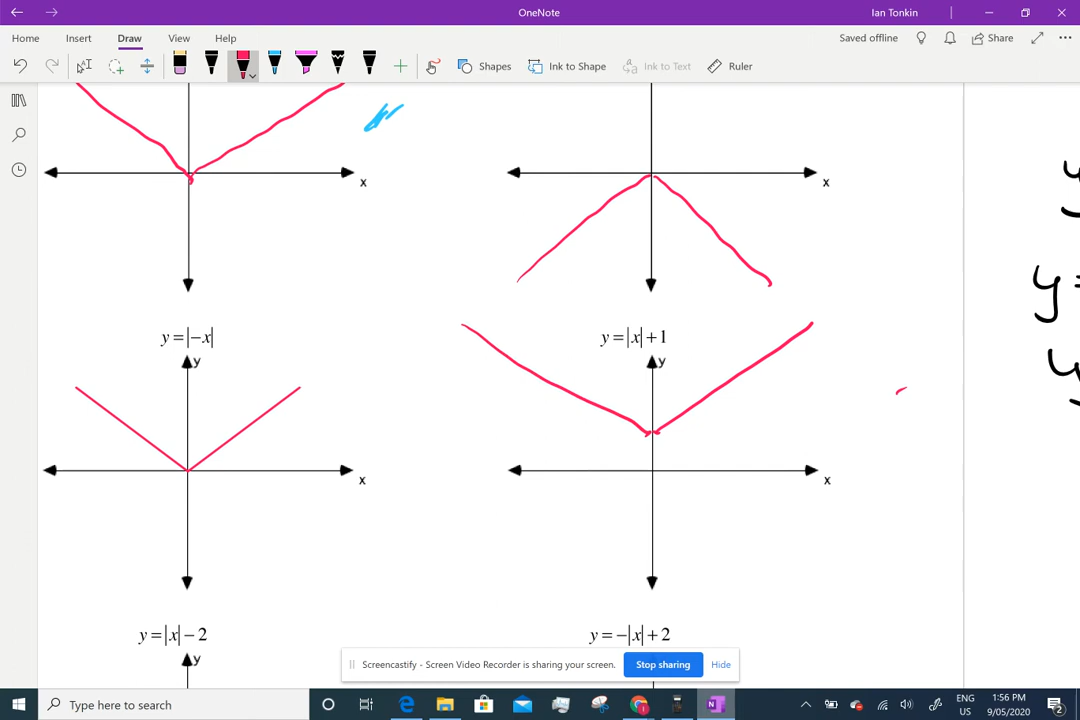 OneNote
Ian Tonkin
Home Insert Draw View Help
Saved offline Share
Shapes Ink to Shape Ink to Text Ruler
x x
y=|−x| y=|x|+1
y y
x x
y=|x|−2 y=−|x|+2
y
y
y=
y
Screencastify - Screen Video Recorder is sharing your screen. Stop sharing Hide
Type here to search
ENG
US
1:56 PM
9/05/2020
2